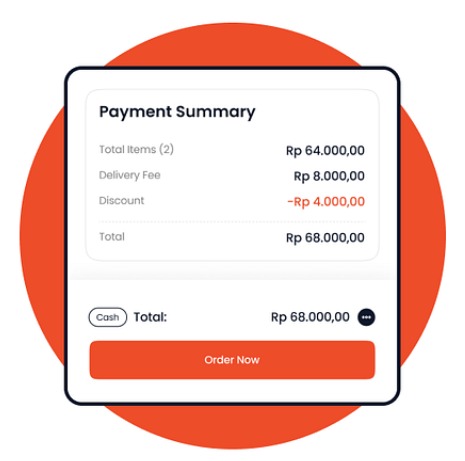 Payment Summary
Total Items (2) Rp 64.000,00
Delivery Fee Rp 8.000,00
Discount -Rp 4.000,00
Total Rp 68.000,00
Cash Total: Rp 68.000,00
Order Now